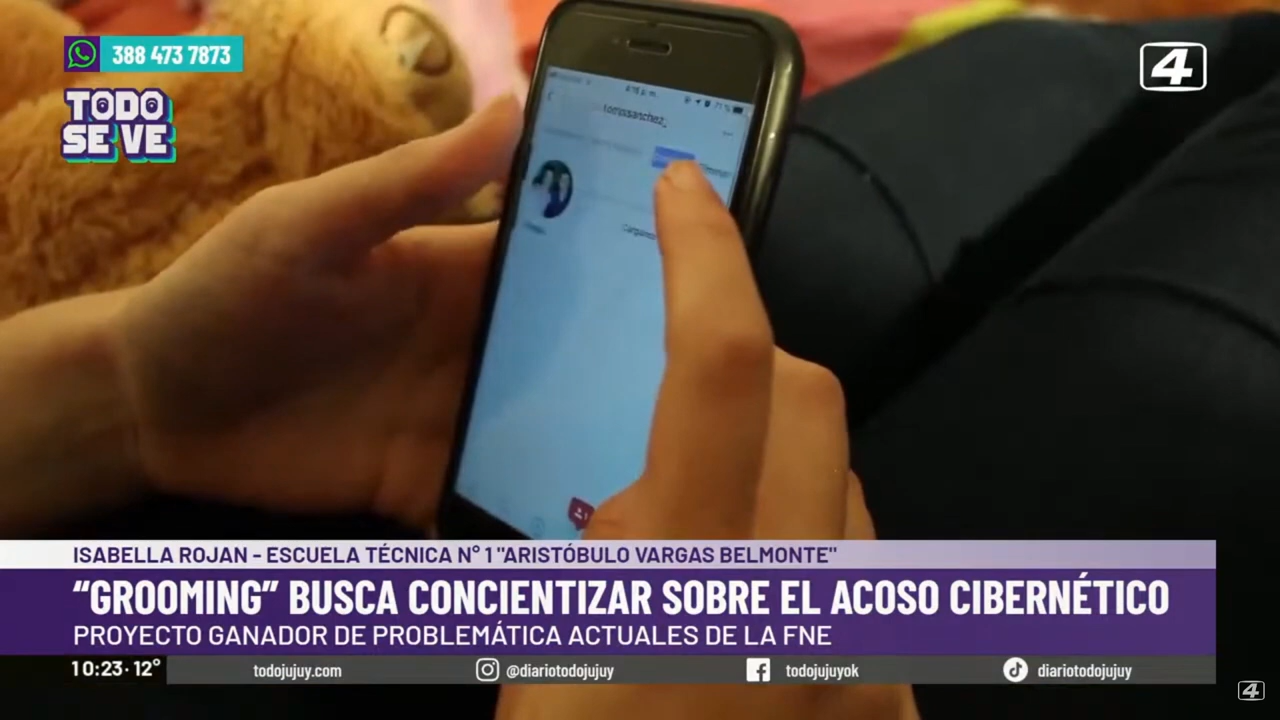 388 473 7873
4
TODO
SE VE
tomssanchez_
ISABELLA ROJAN - ESCUELA TÉCNICA N° 1 "ARISTÓBULO VARGAS BELMONTE"
“GROOMING” BUSCA CONCIENTIZAR SOBRE EL ACOSO CIBERNÉTICO
PROYECTO GANADOR DE PROBLEMÁTICA ACTUALES DE LA FNE
10:23· 12° todojujuy.com @diariotodojujuy todojujuyok diariotodojujuy
4